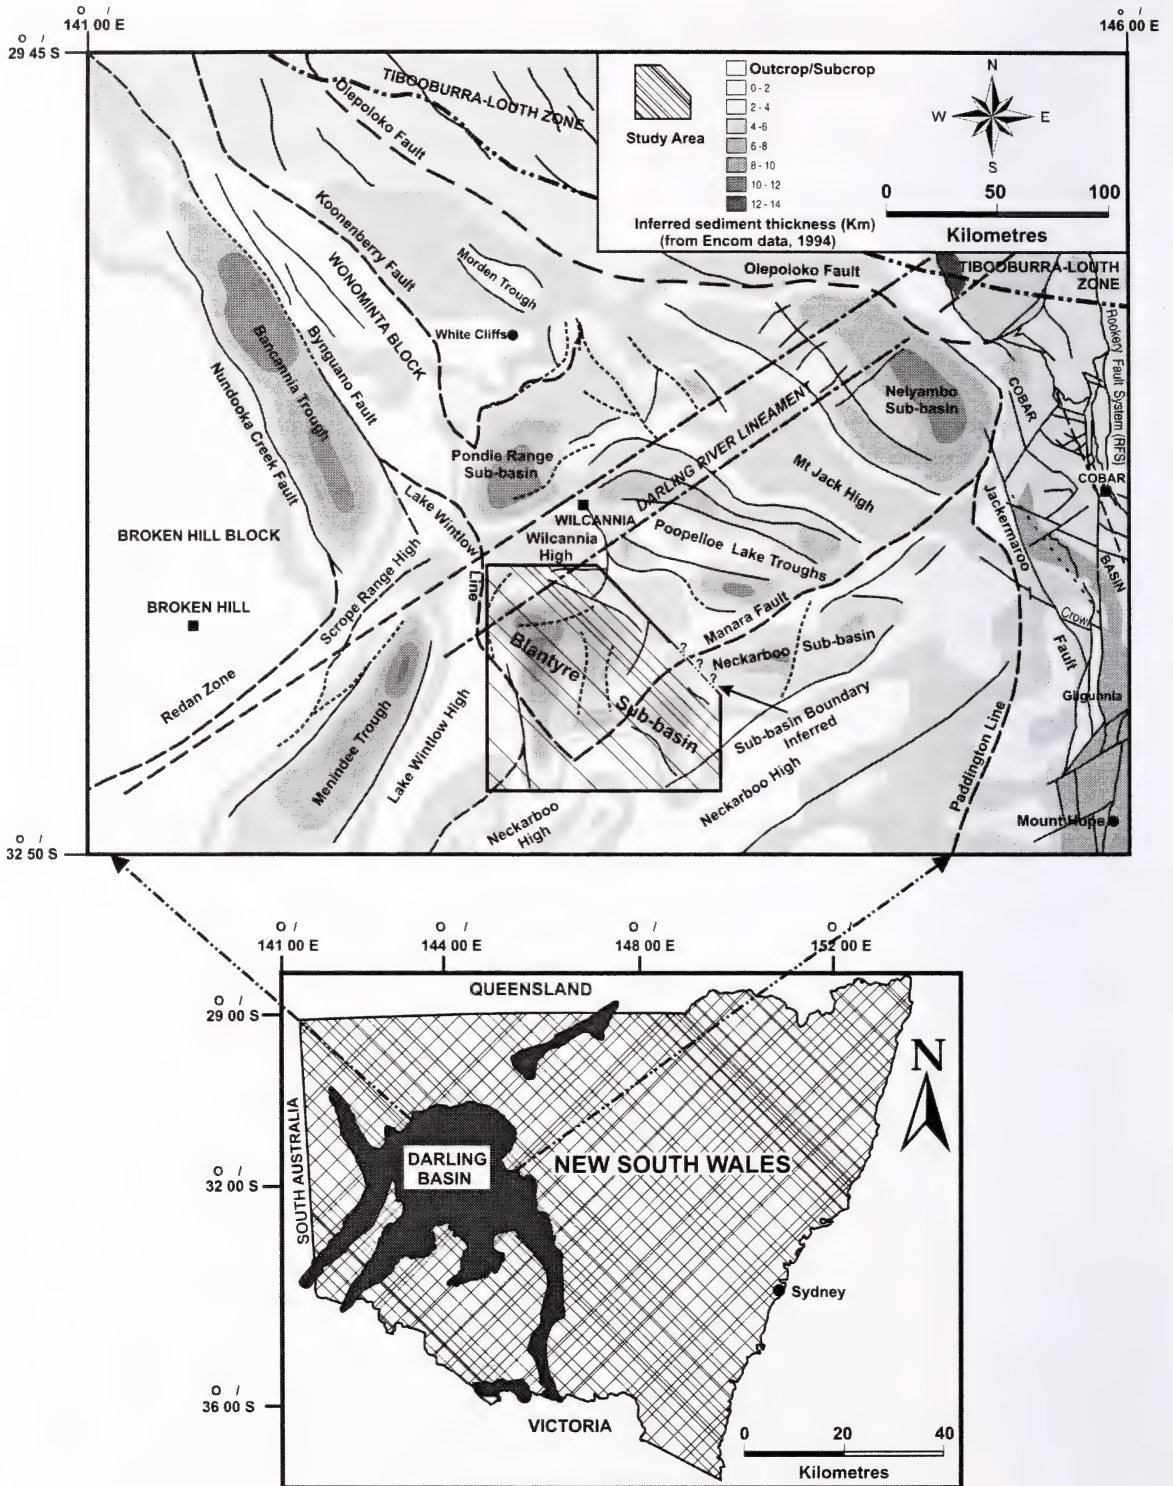 O /
141 00 E
O /
146 00 E
O /
29 45 S
TIBOOBURRA-LOUTH
ZONE
Olepoloko Fault
Study Area
Outcrop/Subcrop
0 - 2
2 - 4
4 -6
6 -8
8 - 10
10 - 12
12 - 14
Inferred sediment thickness (Km)
(from Encom data, 1994)
N
W
E
S
0
50
100
Kilometres
Koonenberry Fault
WONOMINTA BLOCK
Morden Trough
White Cliffs
Olepoloko Fault
TIBOOBURRA-LOUTH
ZONE
Rookery Fault System (RFS)
Bancannia Trough
Bynguano Fault
Nundooka Creek Fault
Nelyambo
Sub-basin
COBAR
Pondie Range
Sub-basin
DARLING RIVER LINEAMENT
Mt Jack High
COBAR
Lake Wintlow
Line
WILCANNIA
Wilcannia
High
Poopelloe Lake Troughs
Jackermaroo
Fault
BASIN
BROKEN HILL BLOCK
BROKEN HILL
Scrope Range High
Redan Zone
Manara Fault
Crowl
Blantyre
Sub-basin
Neckarboo Sub-basin
?
?
?
Gilgunnia
Menindee Trough
Lake Wintlow High
Sub-basin Boundary
Inferred
Neckarboo
High
Neckarboo High
Paddington Line
Mount Hope
O /
32 50 S
O /
141 00 E
O /
144 00 E
O /
148 00 E
O /
152 00 E
QUEENSLAND
O /
29 00 S
N
SOUTH AUSTRALIA
DARLING
BASIN
NEW SOUTH WALES
O /
32 00 S
Sydney
O /
36 00 S
VICTORIA
0
20
40
Kilometres